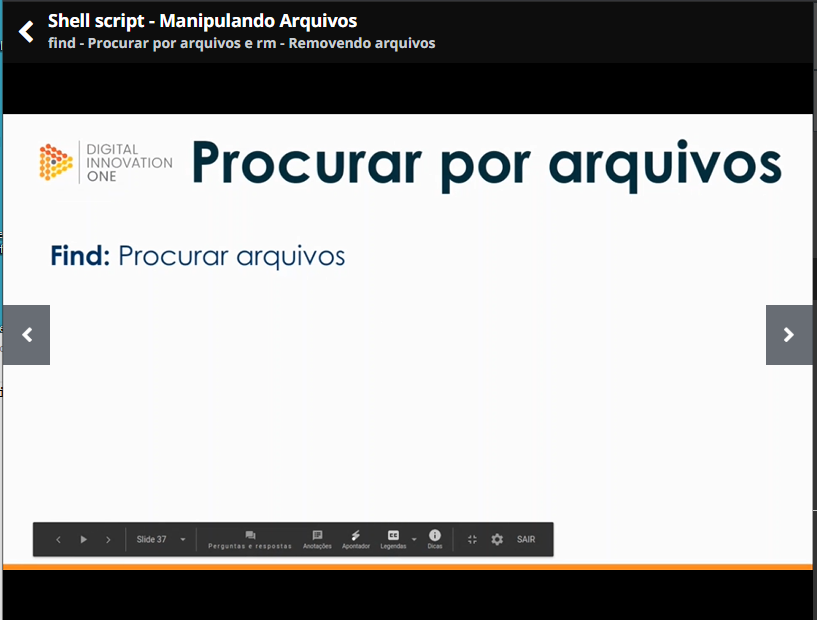 Shell script - Manipulando Arquivos
find - Procurar por arquivos e rm - Removendo arquivos
DIGITAL
INNOVATION
ONE
Procurar por arquivos
Find: Procurar arquivos
Slide 37
Perguntas e respostas
Anotações
Apontador
Legendas
Dicas
SAIR